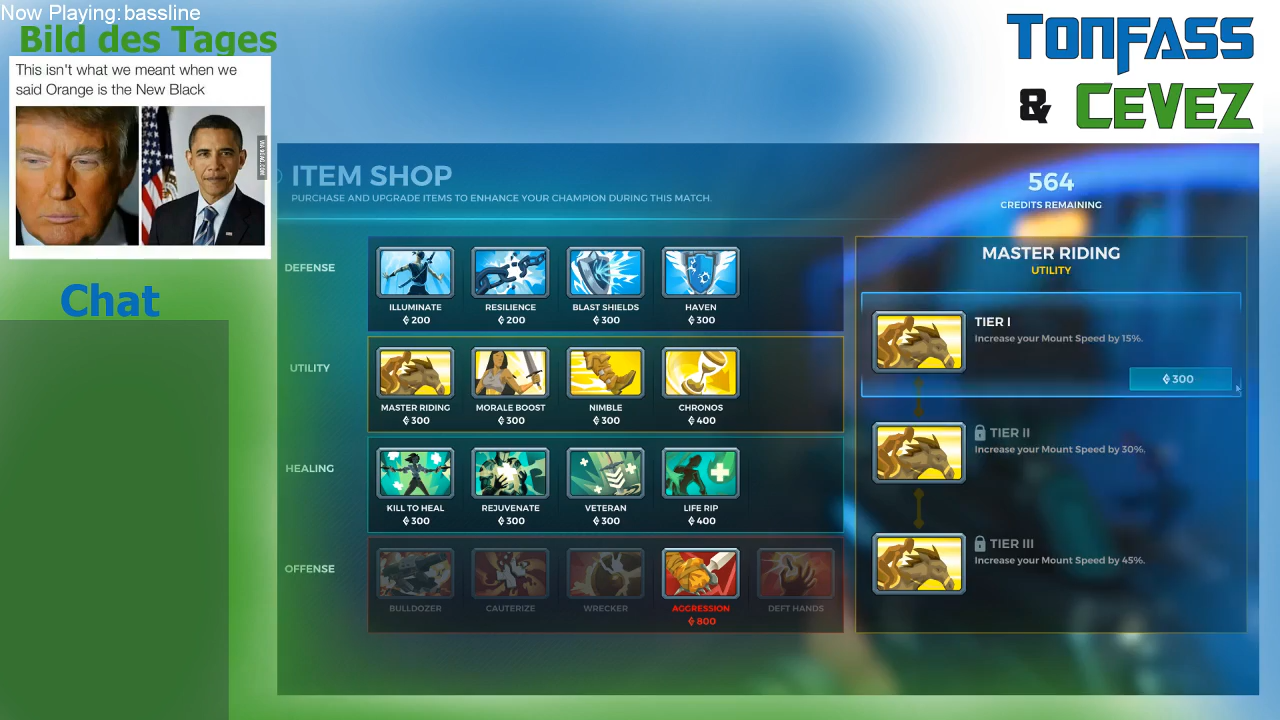 Now Playing:bassline
Bild des Tages
This isn't what we meant when we
said Orange is the New Black
VIA 9GAG.COM
Chat
TONFASS
& CEVEZ
ITEM SHOP
PURCHASE AND UPGRADE ITEMS TO ENHANCE YOUR CHAMPION DURING THIS MATCH.
564
CREDITS REMAINING
DEFENSE
ILLUMINATE RESILIENCE BLAST SHIELDS HAVEN
200 200 300 300
UTILITY
MASTER RIDING MORALE BOOST NIMBLE CHRONOS
300 300 300 400
HEALING
KILL TO HEAL REJUVENATE VETERAN LIFE RIP
300 300 300 400
OFFENSE
BULLDOZER CAUTERIZE WRECKER AGGRESSION DEFT HANDS
800
MASTER RIDING
UTILITY
TIER I
Increase your Mount Speed by 15%.
300
TIER II
Increase your Mount Speed by 30%.
TIER III
Increase your Mount Speed by 45%.